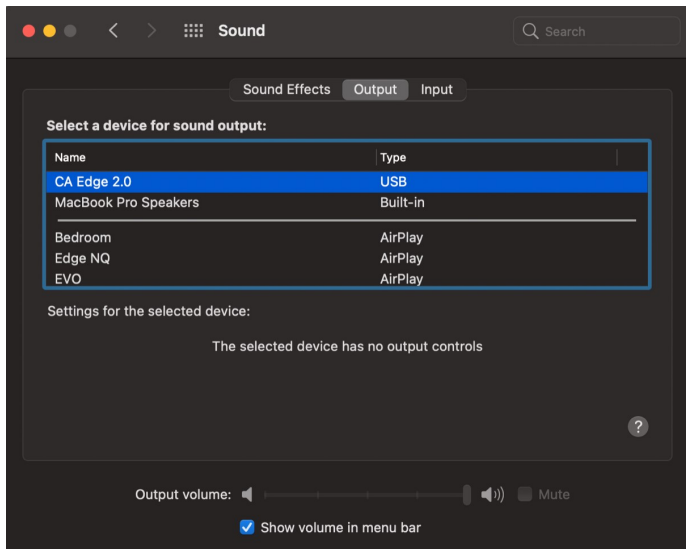 Sound
Search
Sound Effects Output Input
Select a device for sound output:
Name Type
CA Edge 2.0 USB
MacBook Pro Speakers Built-in
Bedroom AirPlay
Edge NQ AirPlay
EVO AirPlay
Settings for the selected device:
The selected device has no output controls
?
Output volume: Mute
Show volume in menu bar